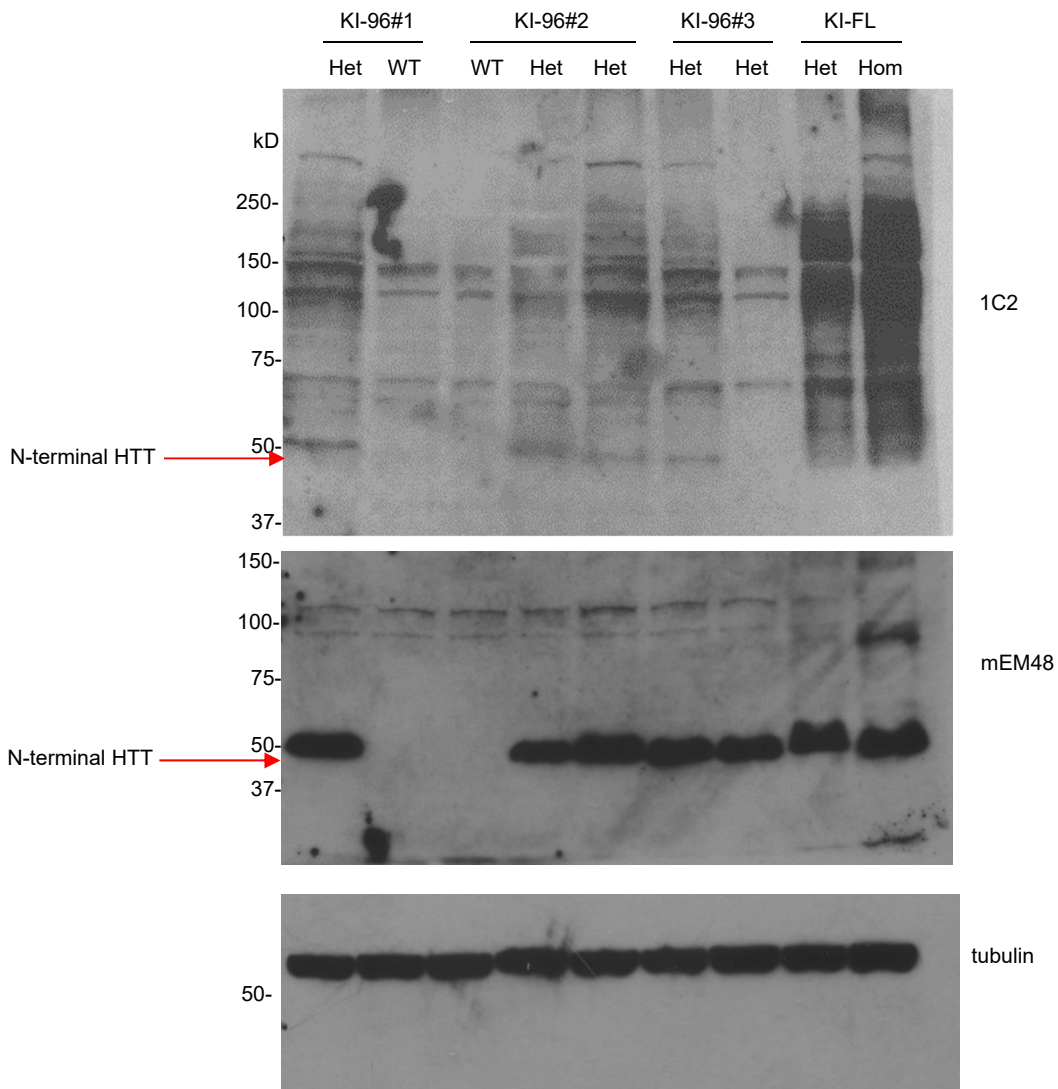 KI-96#1 KI-96#2 KI-96#3 KI-FL
Het WT WT Het Het Het Het Het Hom
kD
250-
150-
100-
1C2
75-
50-
N-terminal HTT
37-
150-
100-
mEM48
75-
50-
N-terminal HTT
37-
tubulin
50-